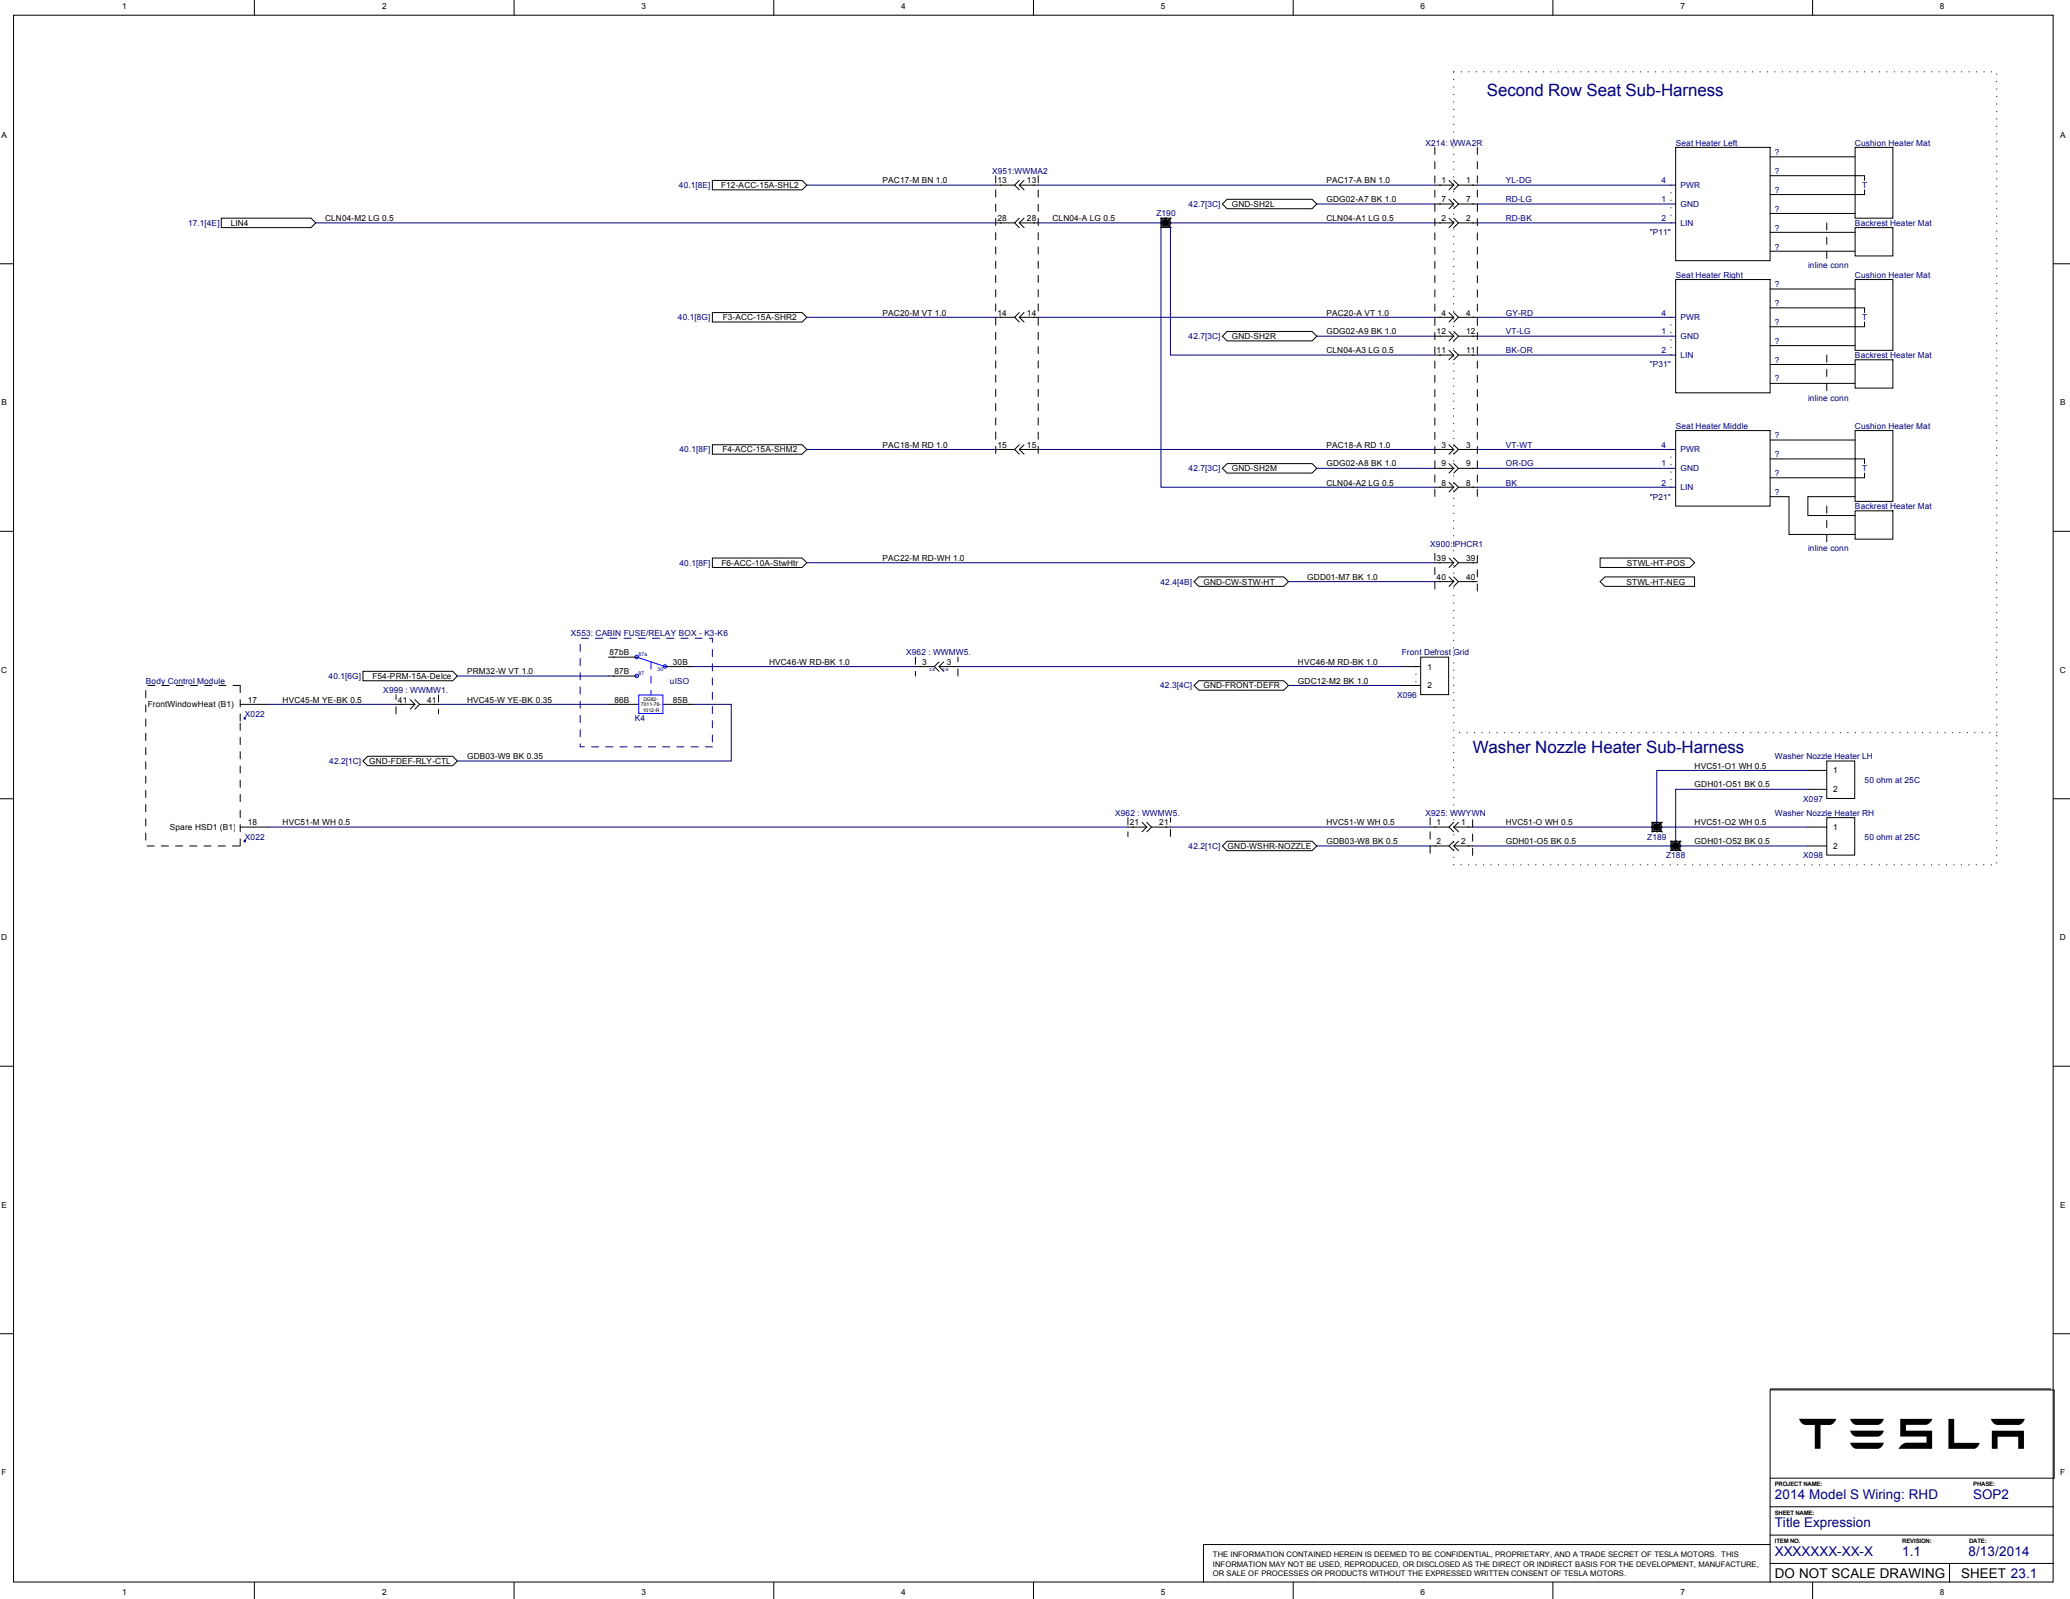 1 2 3 4 5 6 7 8
A A
B B
C C
D D
E E
F F
Second Row Seat Sub-Harness
X214: WWA2R
X951:WWMA2
40.1[8E] F12-ACC-15A-SHL2 PAC17-M BN 1.0 13 13 PAC17-A BN 1.0 1 1 YL-DG 4 PWR
42.7[3C] GND-SH2L GDG02-A7 BK 1.0 7 7 RD-LG 1 GND
17.1[4E] LIN4 CLN04-M2 LG 0.5 28 28 CLN04-A LG 0.5 Z190 CLN04-A1 LG 0.5 2 2 RD-BK 2 LIN
"P11"
Seat Heater Left
Cushion Heater Mat
? ? ? ? ? ?
T
Backrest Heater Mat
inline conn
Seat Heater Right
Cushion Heater Mat
40.1[8G] F3-ACC-15A-SHR2 PAC20-M VT 1.0 14 14 PAC20-A VT 1.0 4 4 GY-RD 4 PWR
42.7[3C] GND-SH2R GDG02-A9 BK 1.0 12 12 VT-LG 1 GND
CLN04-A3 LG 0.5 11 11 BK-OR 2 LIN
"P31"
? ? ? ? ? ?
T
Backrest Heater Mat
inline conn
Seat Heater Middle
Cushion Heater Mat
40.1[8F] F4-ACC-15A-SHM2 PAC18-M RD 1.0 15 15 PAC18-A RD 1.0 3 3 VT-WT 4 PWR
42.7[3C] GND-SH2M GDG02-A8 BK 1.0 9 9 OR-DG 1 GND
CLN04-A2 LG 0.5 8 8 BK 2 LIN
"P21"
? ? ? ?
T
Backrest Heater Mat
inline conn
X900:IPHCR1
40.1[8F] F6-ACC-10A-StwHtr PAC22-M RD-WH 1.0 39 39 STWL-HT-POS
42.4[4B] GND-CW-STW-HT GDD01-M7 BK 1.0 40 40 STWL-HT-NEG
X553: CABIN FUSE/RELAY BOX - K3-K6
87bB 87a 30 30B HVC46-W RD-BK 1.0 X962 : WWMW5. 3 3 HVC46-M RD-BK 1.0 Front Defrost Grid 1
40.1[6G] F54-PRM-15A-DeIce PRM32-W VT 1.0 87B 87 uISO
42.3[4C] GND-FRONT-DEFR GDC12-M2 BK 1.0 2
X096
Body Control Module
FrontWindowHeat (B1) 17 HVC45-M YE-BK 0.5 X999 : WWMW1. 41 41 HVC45-W YE-BK 0.35 86B 85B
X022
K4
42.2[1C] GND-FDEF-RLY-CTL GDB03-W9 BK 0.35
Washer Nozzle Heater Sub-Harness
Washer Nozzle Heater LH
HVC51-O1 WH 0.5 1
50 ohm at 25C
GDH01-O51 BK 0.5 2
X097
Washer Nozzle Heater RH
Spare HSD1 (B1) 18 HVC51-M WH 0.5 X962 : WWMW5. 21 21 HVC51-W WH 0.5 X925: WWYWN 1 1 HVC51-O WH 0.5 Z189 HVC51-O2 WH 0.5 1
X022
50 ohm at 25C
42.2[1C] GND-WSHR-NOZZLE GDB03-W8 BK 0.5 2 2 GDH01-O5 BK 0.5 Z188 GDH01-O52 BK 0.5 2
X098
TESLA
PROJECT NAME: PHASE:
2014 Model S Wiring: RHD SOP2
SHEET NAME:
Title Expression
ITEM NO. REVISION: DATE:
XXXXXXX-XX-X 1.1 8/13/2014
DO NOT SCALE DRAWING SHEET 23.1
THE INFORMATION CONTAINED HEREIN IS DEEMED TO BE CONFIDENTIAL, PROPRIETARY, AND A TRADE SECRET OF TESLA MOTORS. THIS
INFORMATION MAY NOT BE USED, REPRODUCED, OR DISCLOSED AS THE DIRECT OR INDIRECT BASIS FOR THE DEVELOPMENT, MANUFACTURE,
OR SALE OF PROCESSES OR PRODUCTS WITHOUT THE EXPRESSED WRITTEN CONSENT OF TESLA MOTORS.
1 2 3 4 5 6 7 8